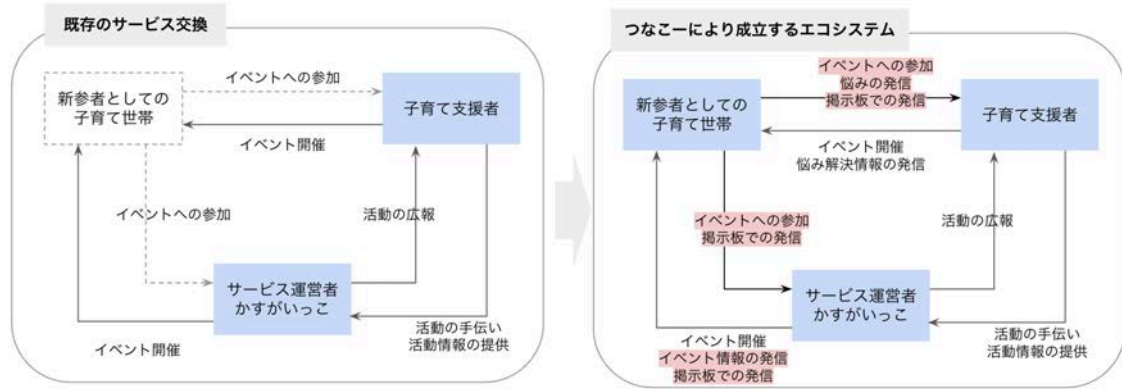 既存のサービス交換
イベントへの参加
新参者としての
子育て世帯
子育て支援者
イベント開催
イベントへの参加
活動の広報
サービス運営者
かすがいっこ
イベント開催
活動の手伝い
活動情報の提供
つなこーにより成立するエコシステム
イベントへの参加
悩みの発信
掲示板での発信
新参者としての
子育て世帯
子育て支援者
イベント開催
悩み解決情報の発信
イベントへの参加
掲示板での発信
活動の広報
サービス運営者
かすがいっこ
イベント開催
イベント情報の発信
掲示板での発信
活動の手伝い
活動情報の提供